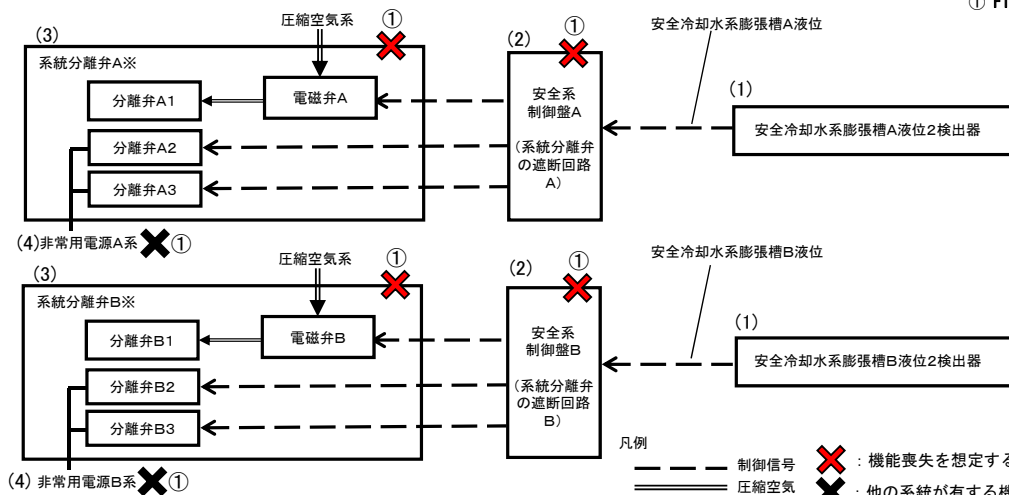 ① F
圧縮空気系
①
(3)
系統分離弁A※
分離弁A1
電磁弁A
分離弁A2
分離弁A3
(4)非常用電源A系 ①
(2)
①
安全系
制御盤A
(系統分離弁
の遮断回路
A)
安全冷却水系膨張槽A液位
(1)
安全冷却水系膨張槽A液位2検出器
圧縮空気系
①
(3)
系統分離弁B※
分離弁B1
電磁弁B
分離弁B2
分離弁B3
(4) 非常用電源B系 ①
(2)
①
安全系
制御盤B
(系統分離弁
の遮断回路
B)
安全冷却水系膨張槽B液位
(1)
安全冷却水系膨張槽B液位2検出器
凡例
制御信号
:機能喪失を想定する
圧縮空気
:他の系統が有する機